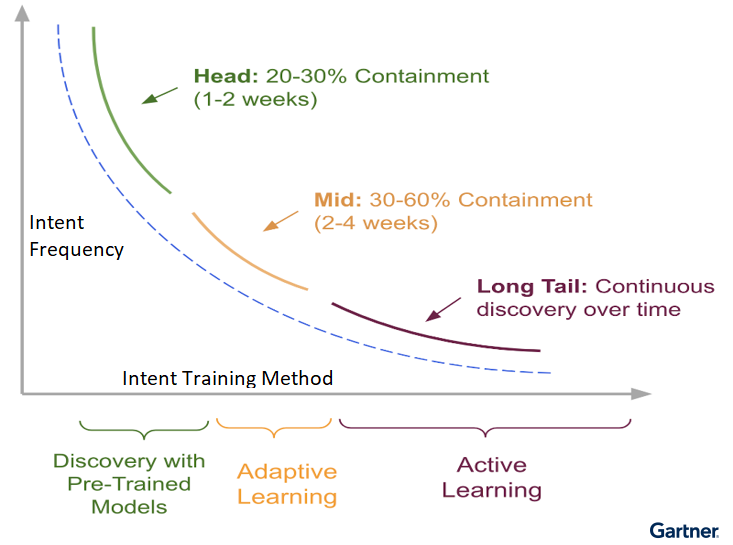 Head: 20-30% Containment
(1-2 weeks)
Mid: 30-60% Containment
(2-4 weeks)
Intent
Frequency
Long Tail: Continuous
discovery over time
Intent Training Method
Discovery with
Pre-Trained
Models
Adaptive
Learning
Active
Learning
Gartner